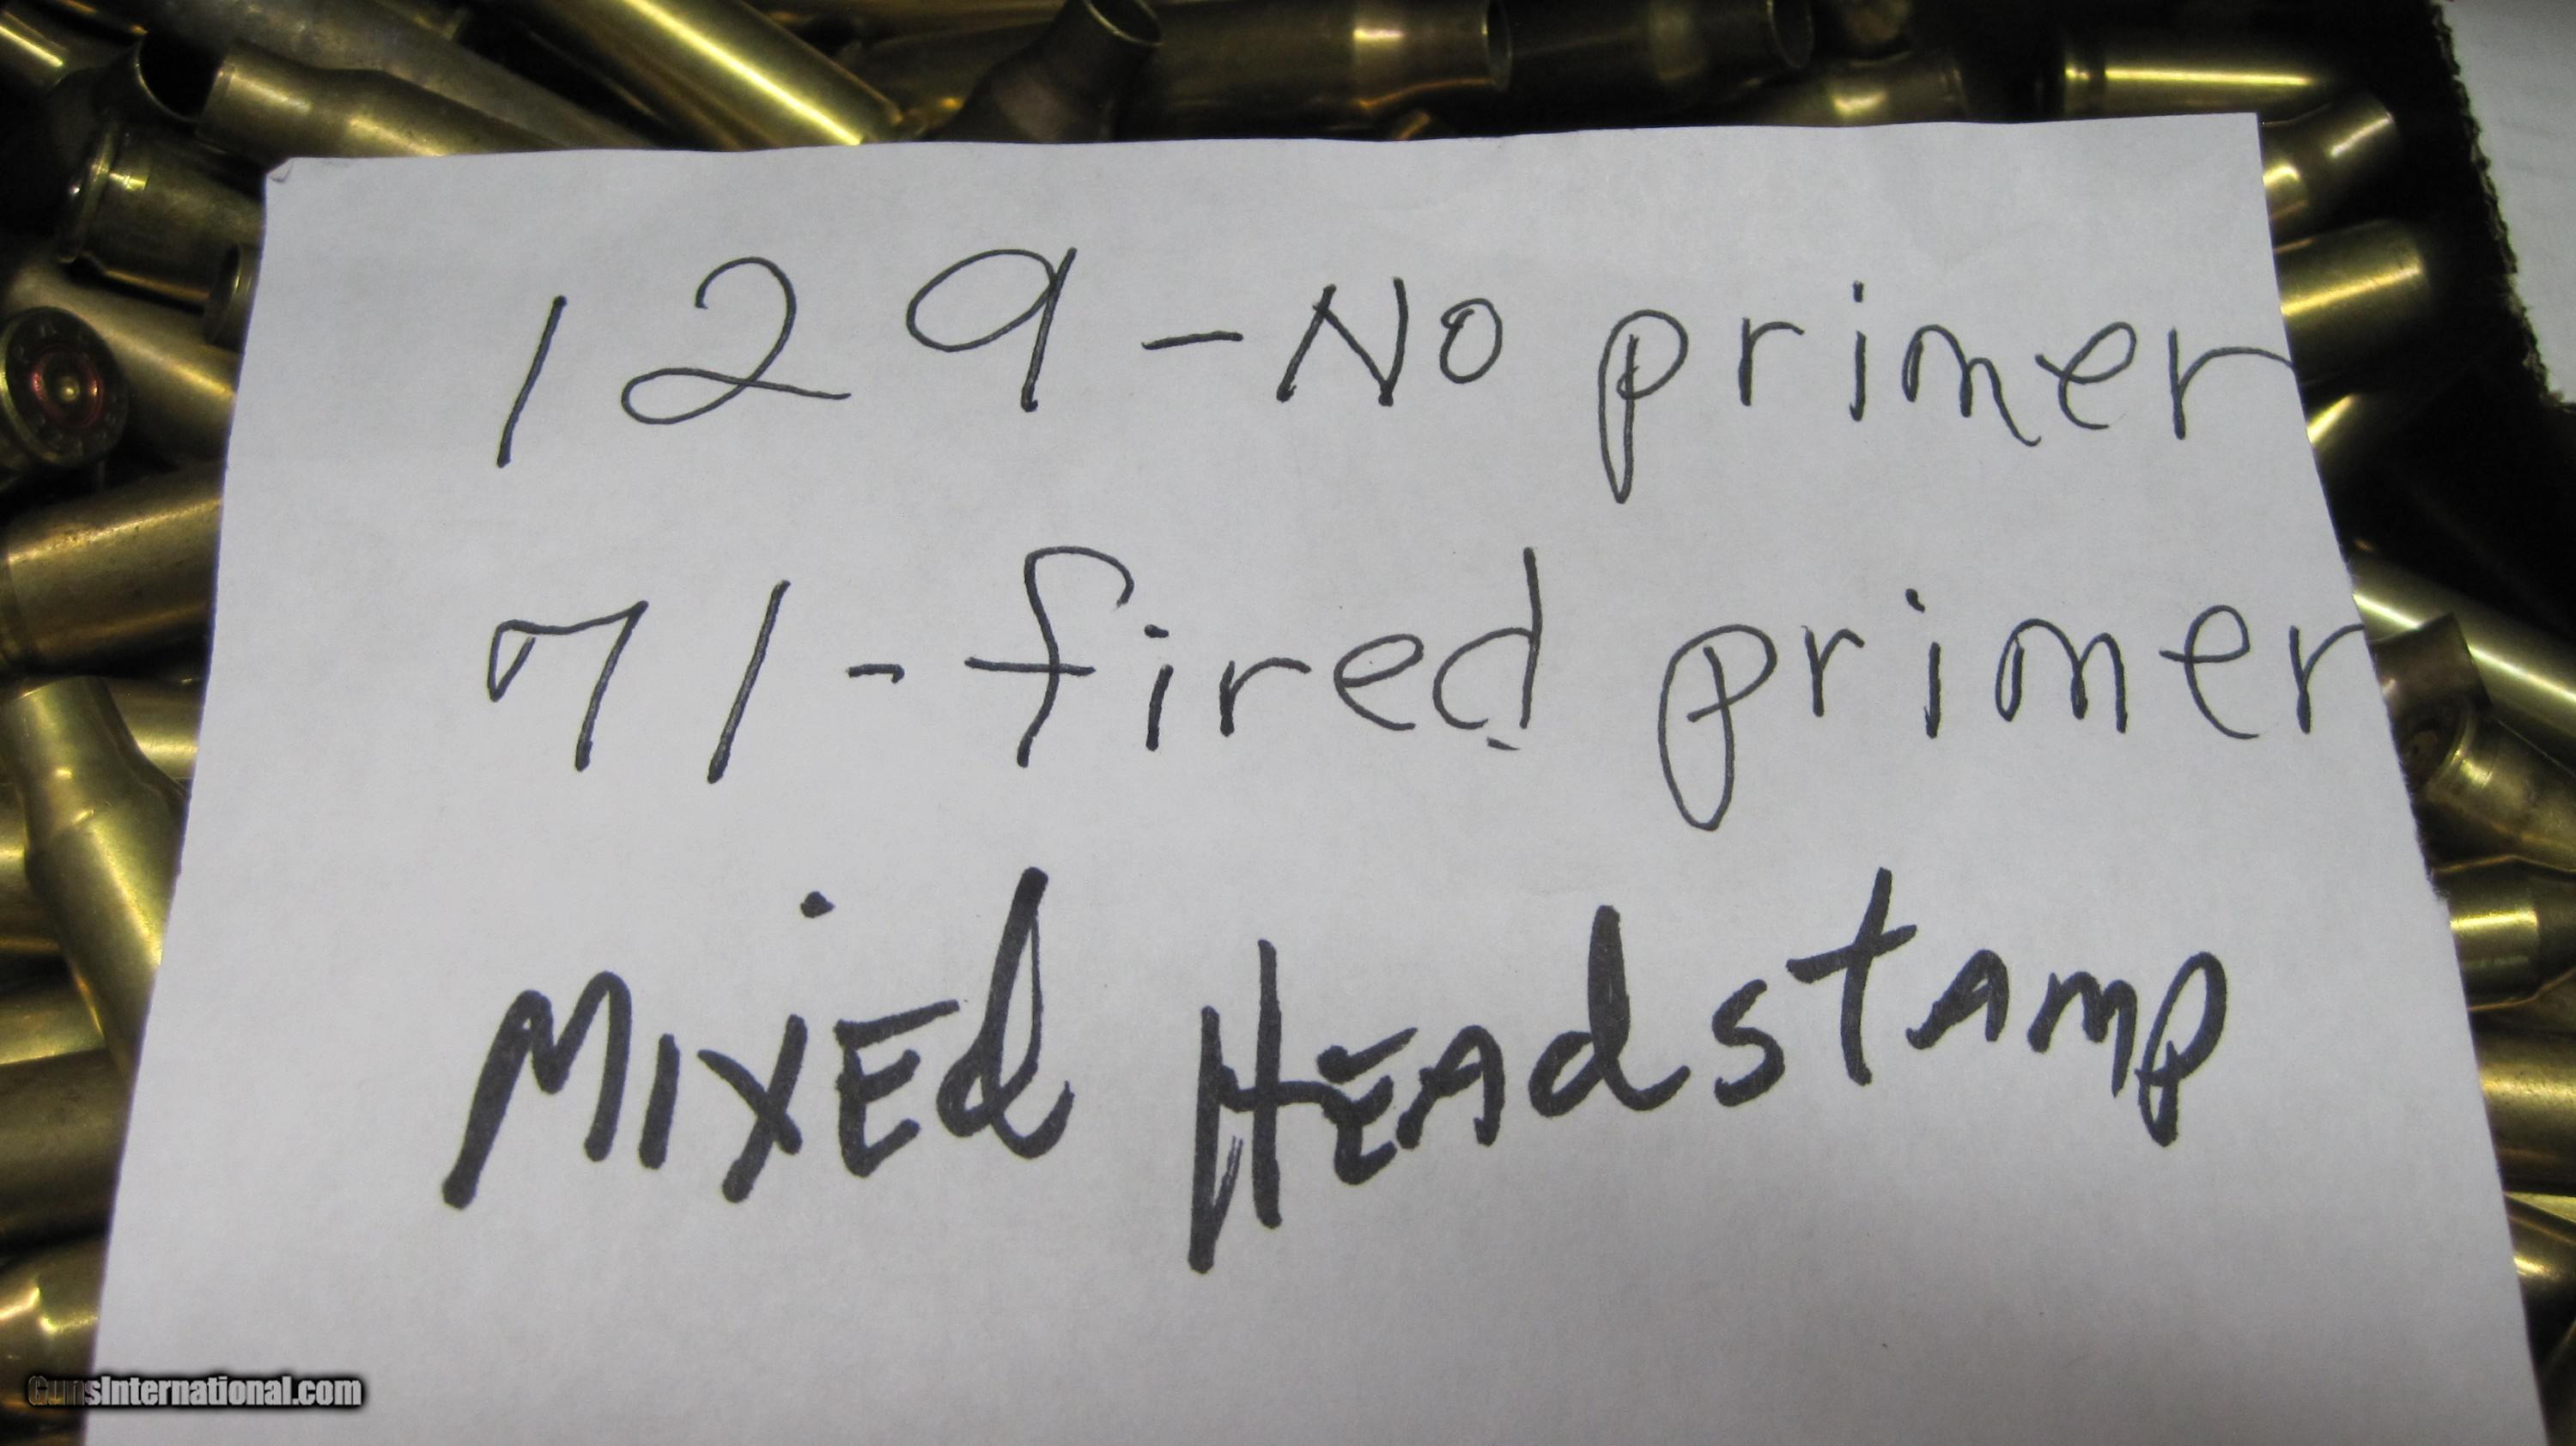 129 - No primer
71 - fired primer
MIXEd HEAdstAmp
GunsInternational.com